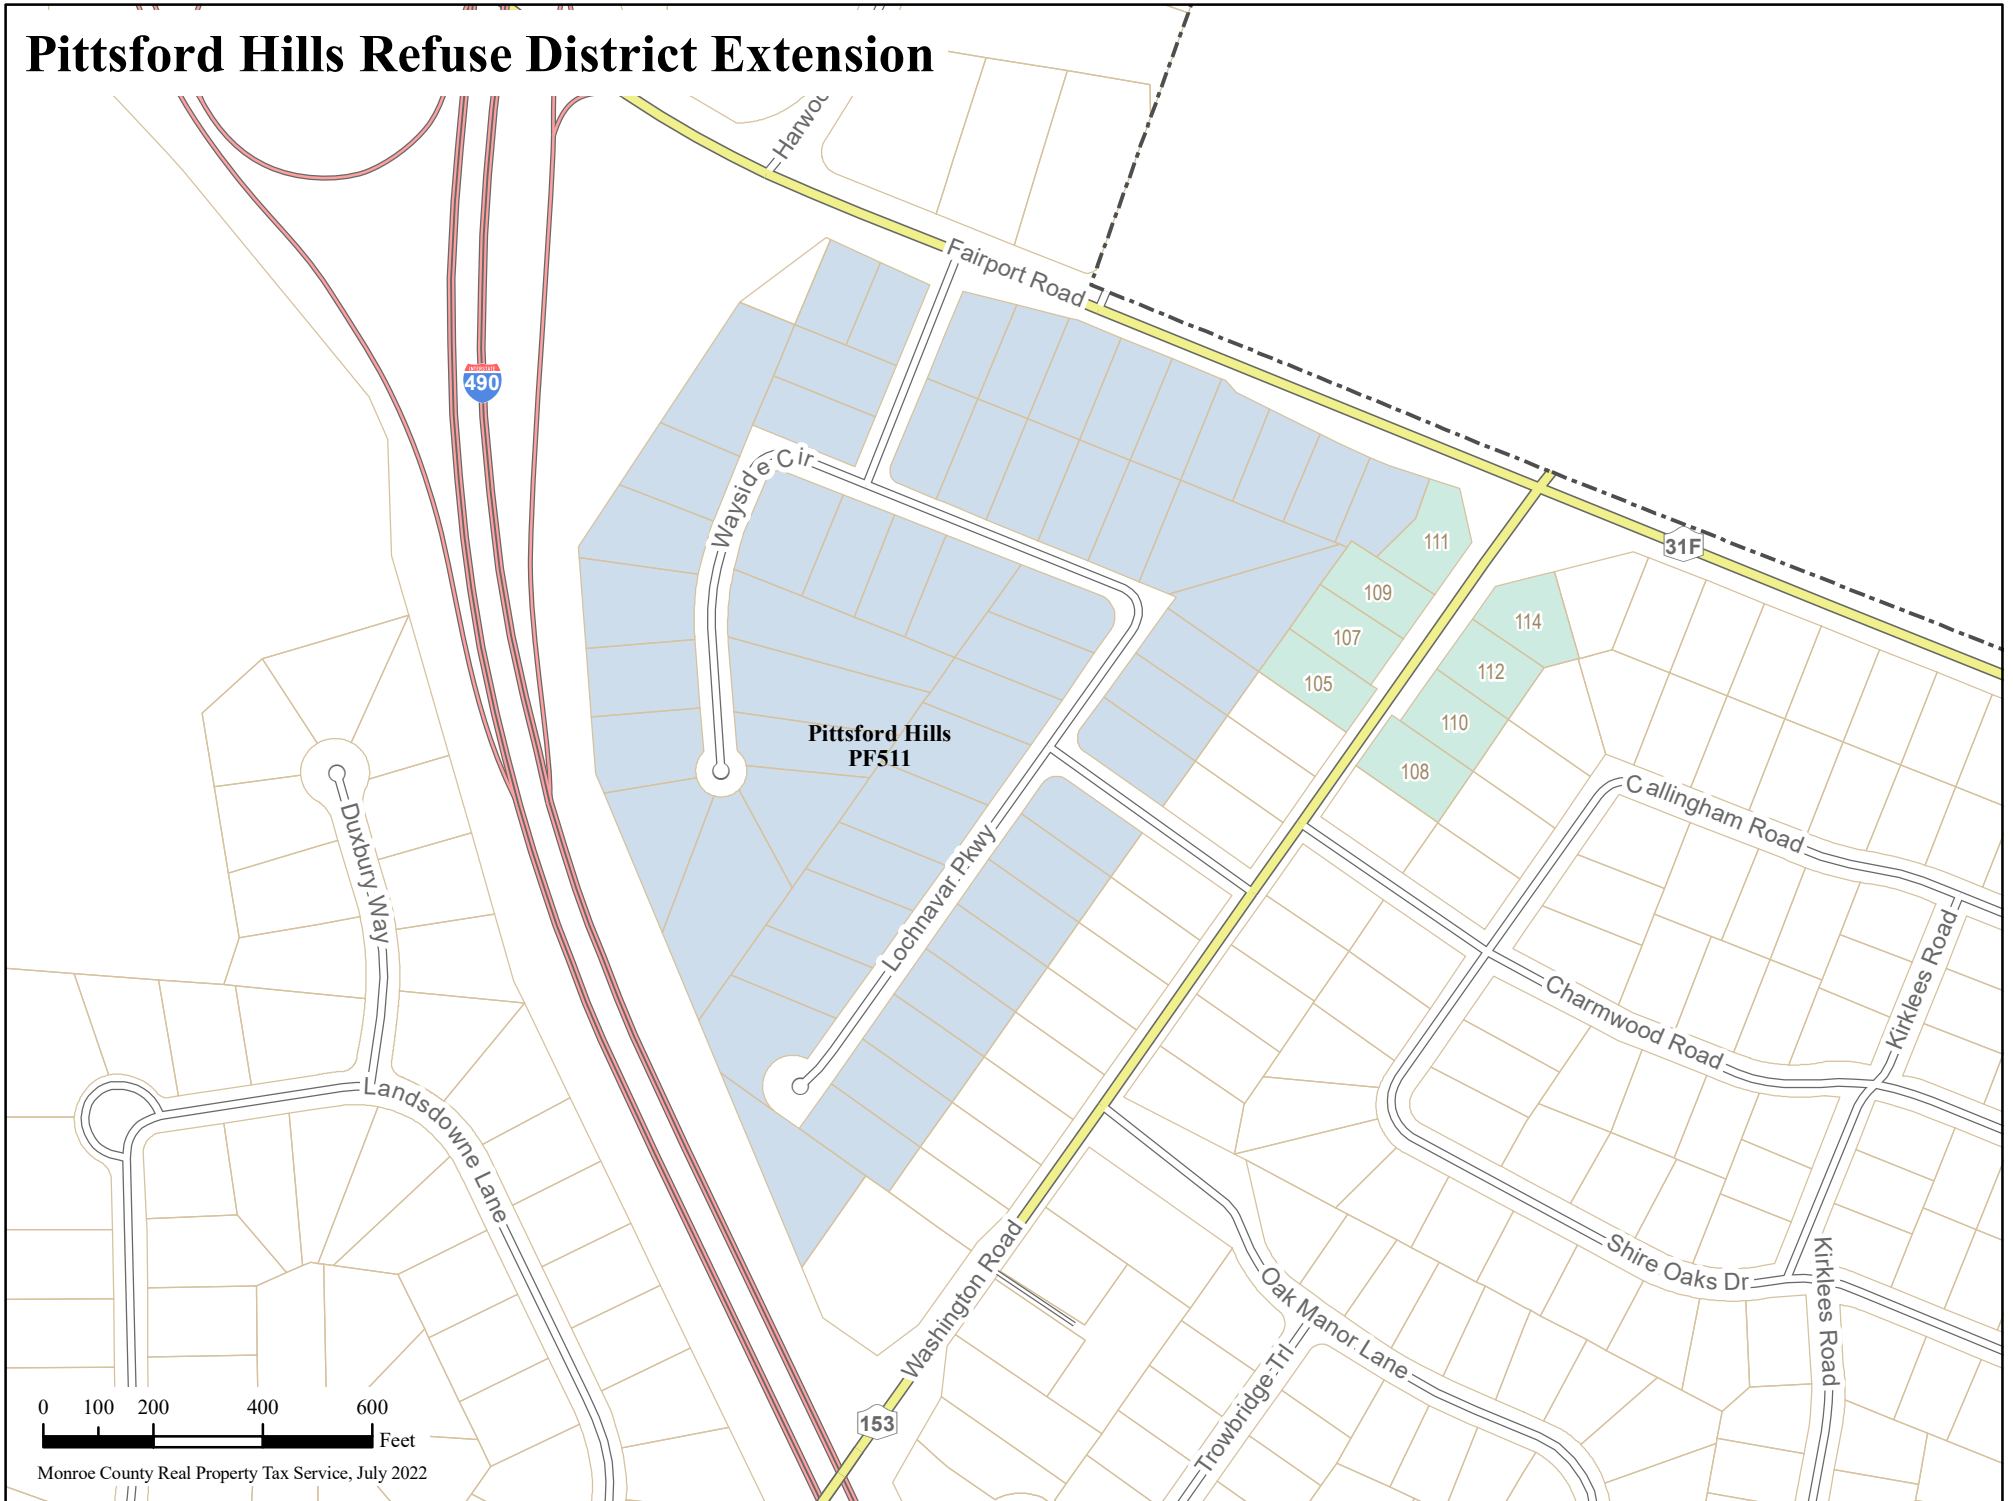 Pittsford Hills Refuse District Extension
Harwoo
Fairport Road
INTERSTATE
490
Wayside Cir
31F
111
109
107
105
114
112
110
108
Pittsford Hills
PF511
Callingham Road
Duxbury Way
Lochnavar Pkwy
Kirklees Road
Charmwood Road
Landsdowne Lane
Shire Oaks Dr
Kirklees Road
Washington Road
Oak Manor Lane
Trowbridge Trl
153
0 100 200 400 600
Feet
Monroe County Real Property Tax Service, July 2022